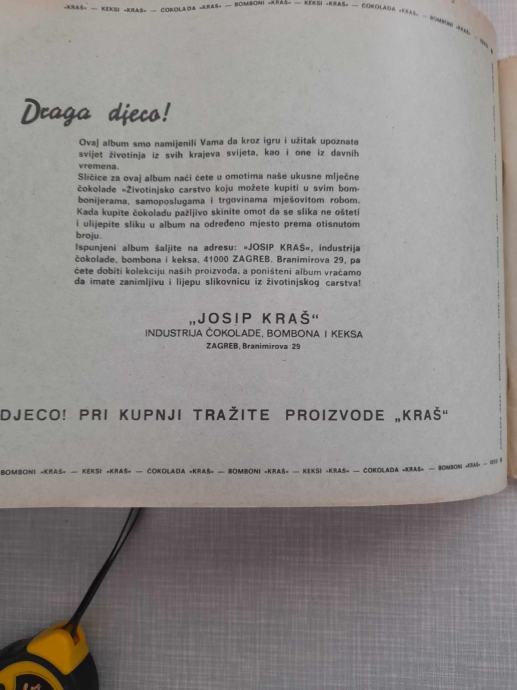 »KRAŠ« — KEKSI »KRAŠ« — ČOKOLADA »KRAŠ« — BOMBONI »KRAŠ« — KEKSI »KRAŠ« — ČOKOLADA »KRAŠ« — BOMBONI »KRAŠ« — KEKSI
Draga djeco!
Ovaj album smo namijenili Vama da kroz igru i užitak upoznate
svijet životinja iz svih krajeva svijeta, kao i one iz davnih
vremena.
Sličice za ovaj album naći ćete u omotima naše ukusne mlječne
čokolade »Životinjsko carstvo koju možete kupiti u svim bom-
bonijerama, samoposlugama i trgovinama mješovitom robom.
Kada kupite čokoladu pažljivo skinite omot da se slika ne ošteti
i ulijepite sliku u album na određeno mjesto prema otisnutom
broju.
Ispunjeni album šaljite na adresu: »JOSIP KRAŠ«, industrija
čokolade, bombona i keksa, 41000 ZAGREB, Branimirova 29, pa
ćete dobiti kolekciju naših proizvoda, a poništeni album vraćamo
da imate zanimljivu i lijepu slikovnicu iz životinjskog carstva!
„JOSIP KRAŠ“
INDUSTRIJA ČOKOLADE, BOMBONA I KEKSA
ZAGREB, Branimirova 29
DJECO! PRI KUPNJI TRAŽITE PROIZVODE „KRAŠ“
BOMBONI »KRAŠ« — KEKSI »KRAŠ« — ČOKOLADA »KRAŠ« — BOMBONI »KRAŠ« — KEKSI »KRAŠ« — ČOKOLADA »KRAŠ« — BOMBONI »KRAŠ« — KEKSI